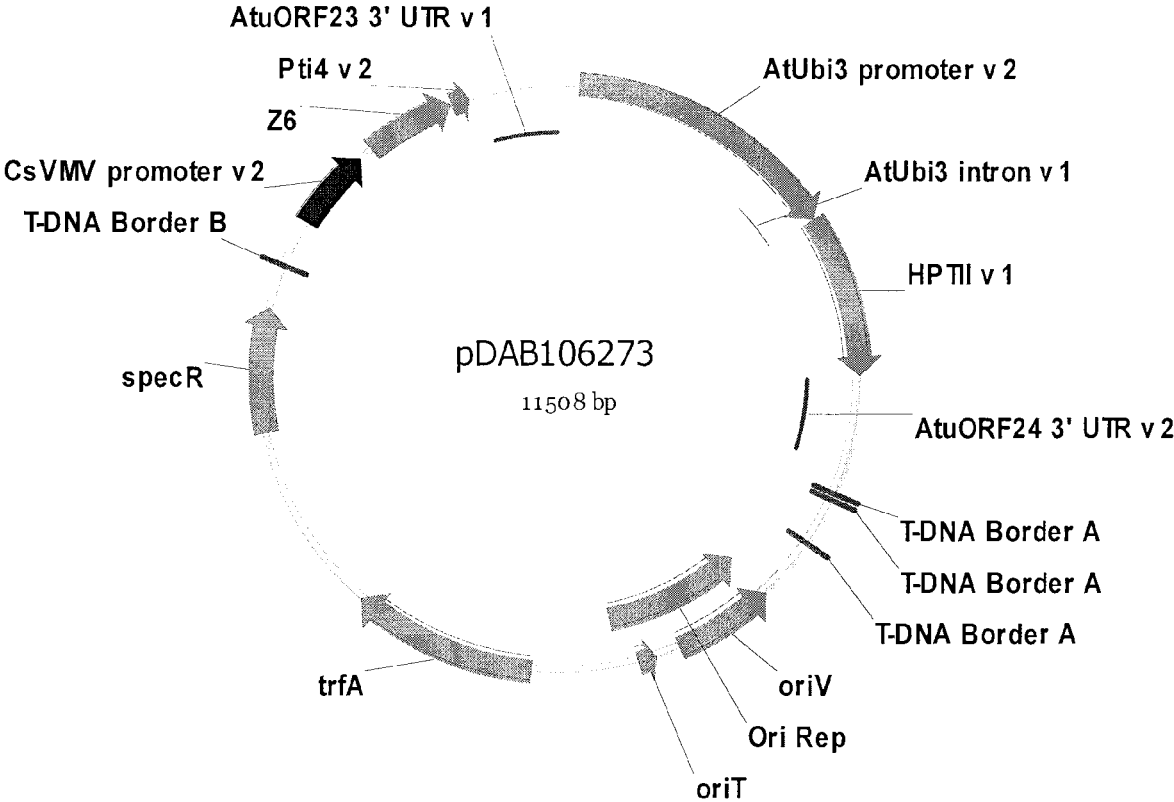 AtuORF23 3' UTR v 1
Pti4 v 2
AtUbi3 promoter v 2
Z6
CsVMV promoter v 2
AtUbi3 intron v 1
T-DNA Border B
HPTII v 1
pDAB106273
specR
11508 bp
AtuORF24 3' UTR v 2
T-DNA Border A
T-DNA Border A
T-DNA Border A
trfA
oriV
Ori Rep
oriT